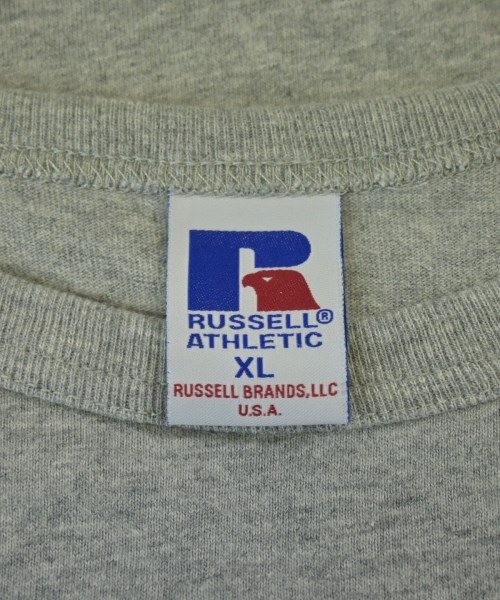 R
RUSSELL®
ATHLETIC
XL
RUSSELL BRANDS,LLC
U.S.A.